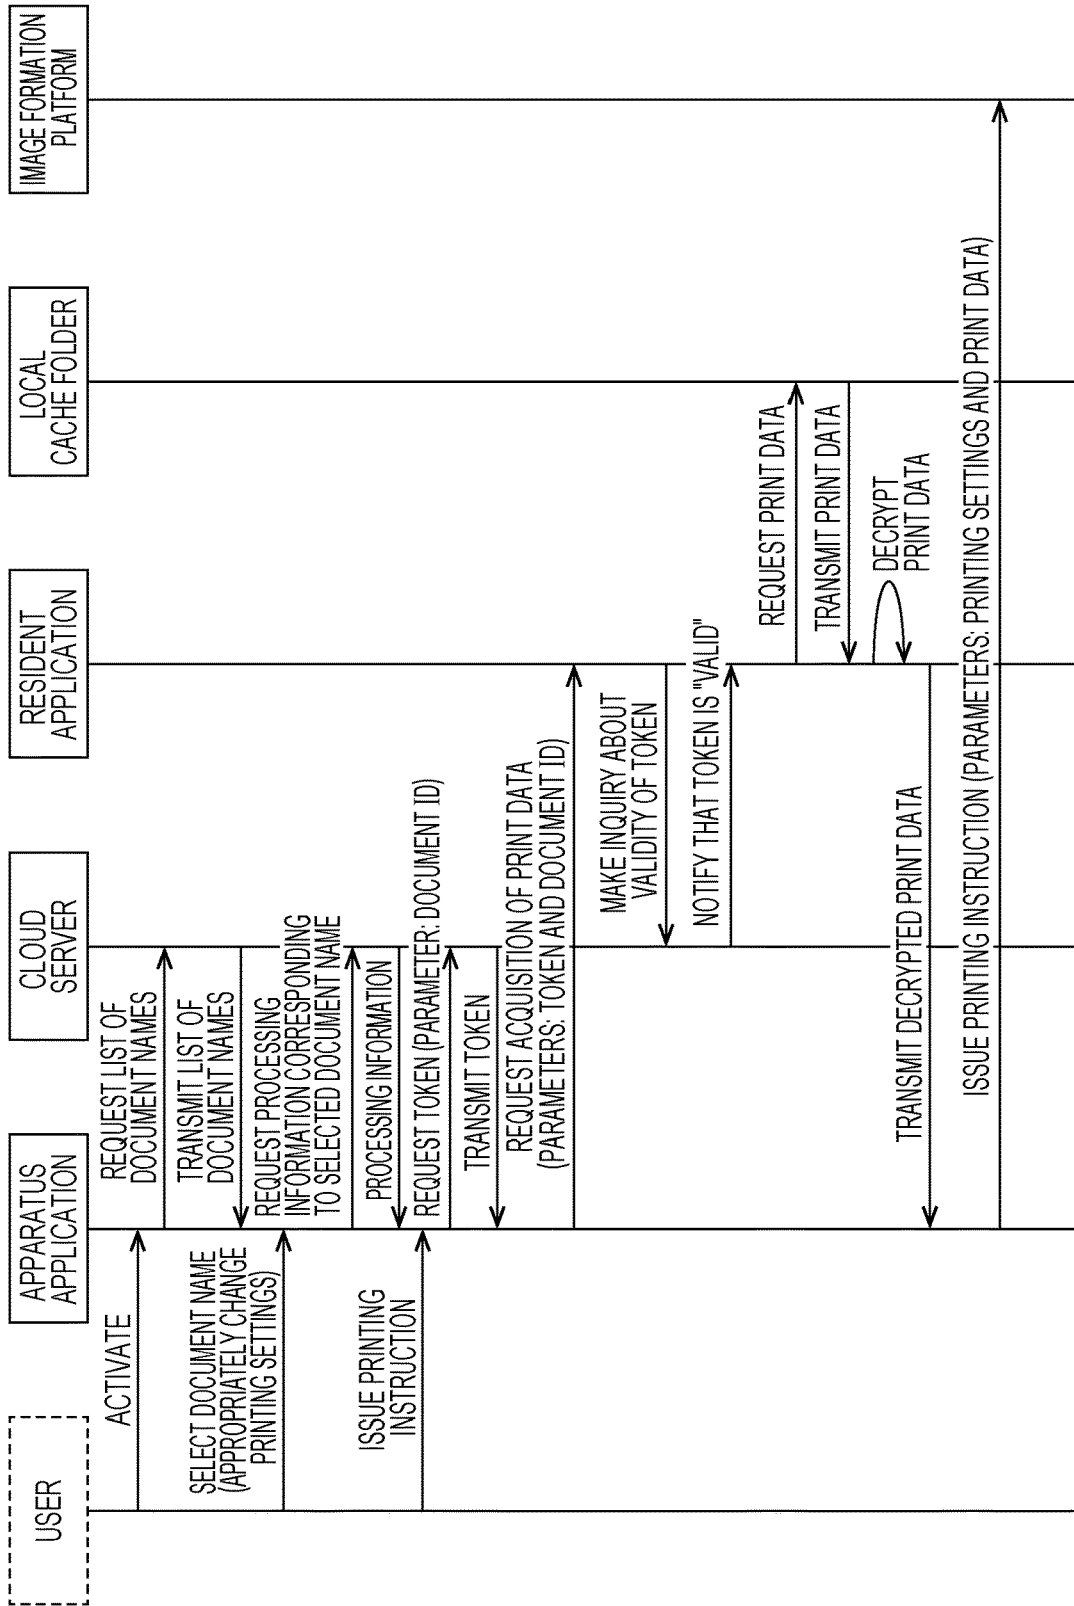 USER
APPARATUS
APPLICATION
CLOUD
SERVER
RESIDENT
APPLICATION
LOCAL
CACHE FOLDER
IMAGE FORMATION
PLATFORM
ACTIVATE
REQUEST LIST OF
DOCUMENT NAMES
TRANSMIT LIST OF
DOCUMENT NAMES
SELECT DOCUMENT NAME
(APPROPRIATELY CHANGE
PRINTING SETTINGS)
REQUEST PROCESSING
INFORMATION CORRESPONDING
TO SELECTED DOCUMENT NAME
PROCESSING INFORMATION
ISSUE PRINTING
INSTRUCTION
REQUEST TOKEN (PARAMETER: DOCUMENT ID)
TRANSMIT TOKEN
REQUEST ACQUISITION OF PRINT DATA
(PARAMETERS: TOKEN AND DOCUMENT ID)
MAKE INQUIRY ABOUT
VALIDITY OF TOKEN
NOTIFY THAT TOKEN IS "VALID"
REQUEST PRINT DATA
TRANSMIT PRINT DATA
DECRYPT
PRINT DATA
TRANSMIT DECRYPTED PRINT DATA
ISSUE PRINTING INSTRUCTION (PARAMETERS: PRINTING SETTINGS AND PRINT DATA)